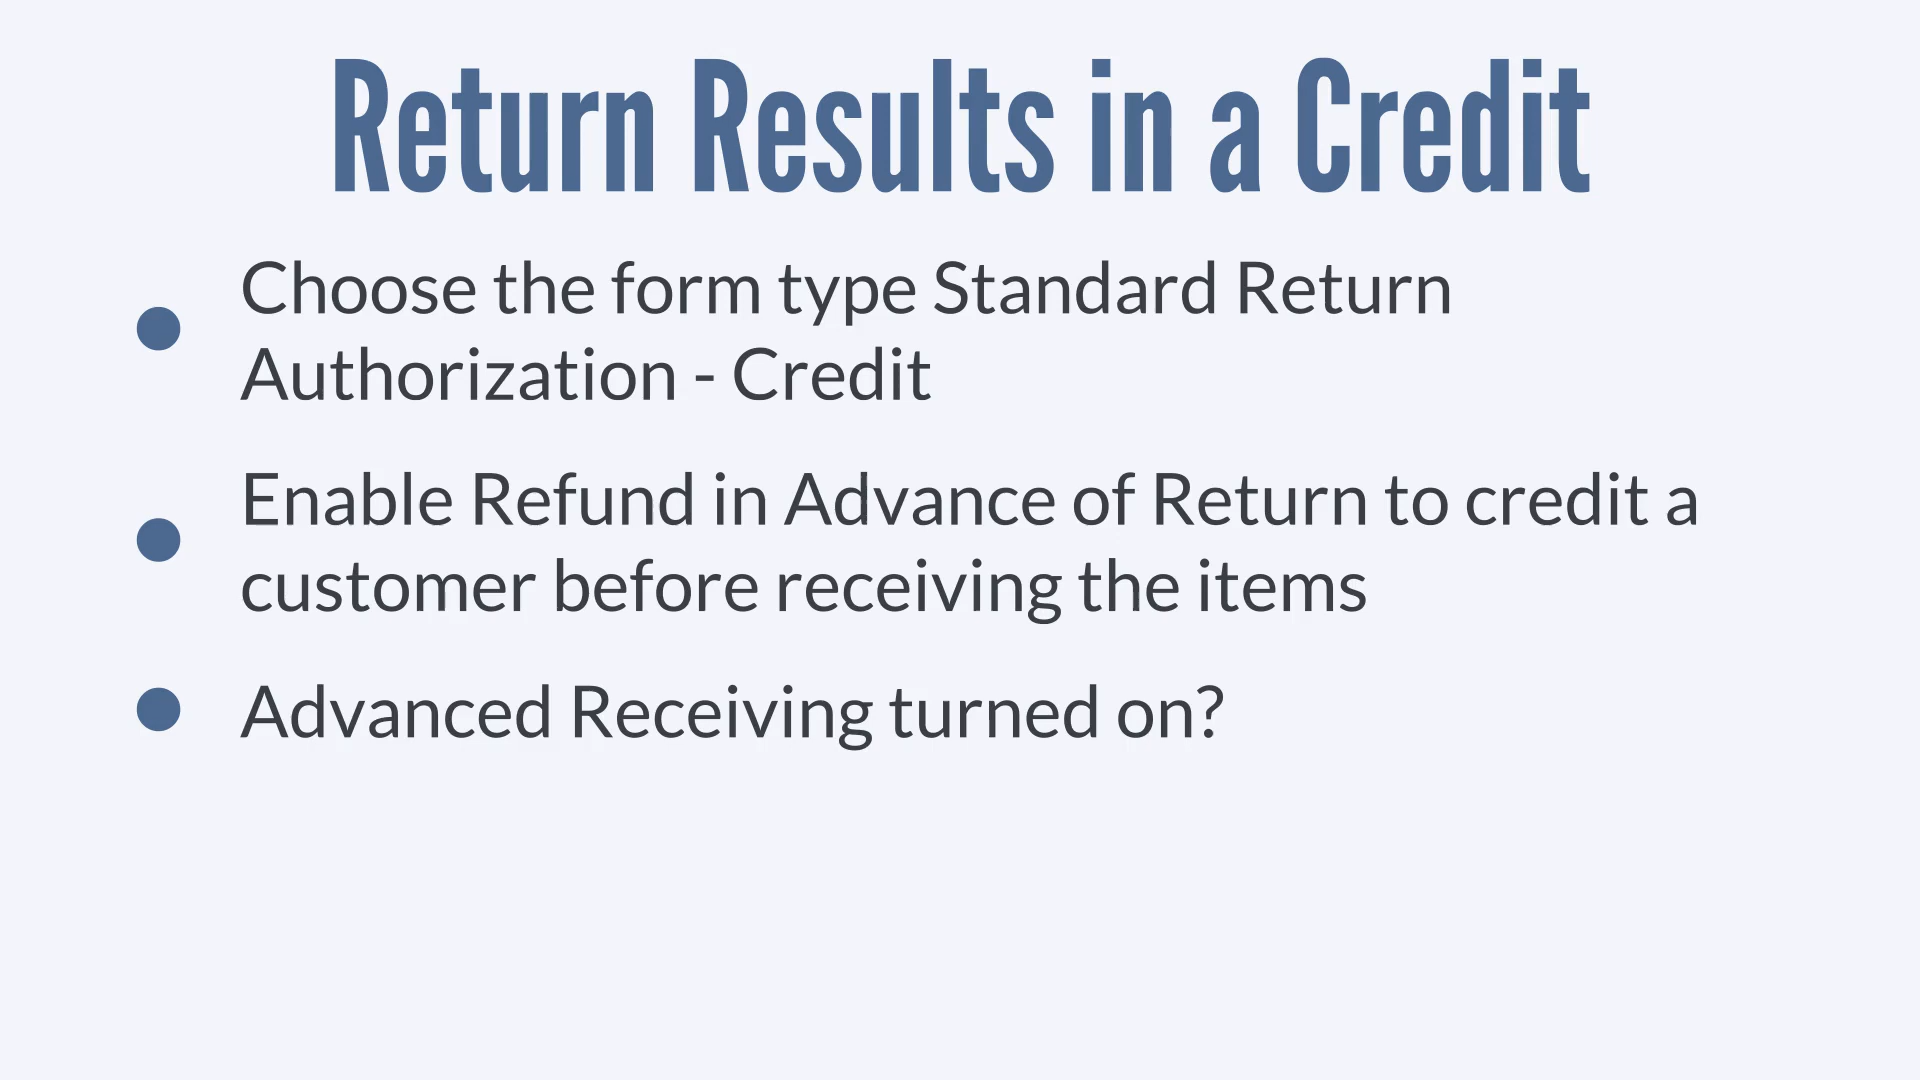 Return Results in a Credit
Choose the form type Standard Return
Authorization - Credit
Enable Refund in Advance of Return to credit a
customer before receiving the items
Advanced Receiving turned on?